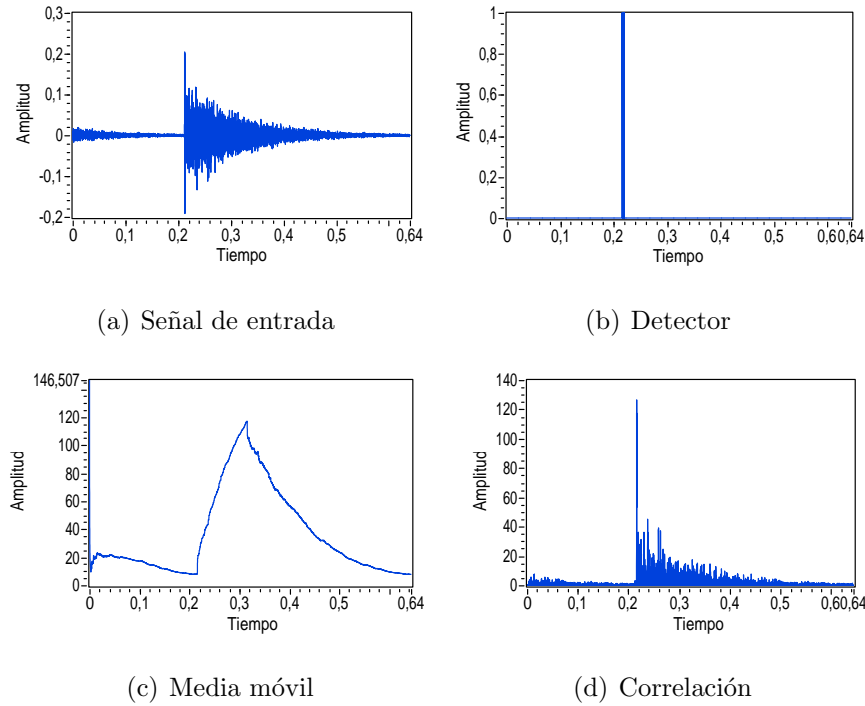 0,3
0,2
0,1
0
-0,1
-0,2
Amplitud
0 0,1 0,2 0,3 0,4 0,5 0,64
Tiempo
(a) Señal de entrada
1
0,8
0,6
0,4
0,2
0
Amplitud
0 0,1 0,2 0,3 0,4 0,5 0,60,64
Tiempo
(b) Detector
146,507
120
100
80
60
40
20
0
Amplitud
0 0,1 0,2 0,3 0,4 0,5 0,64
Tiempo
(c) Media móvil
140
120
100
80
60
40
20
0
Amplitud
0 0,1 0,2 0,3 0,4 0,5 0,60,64
Tiempo
(d) Correlación